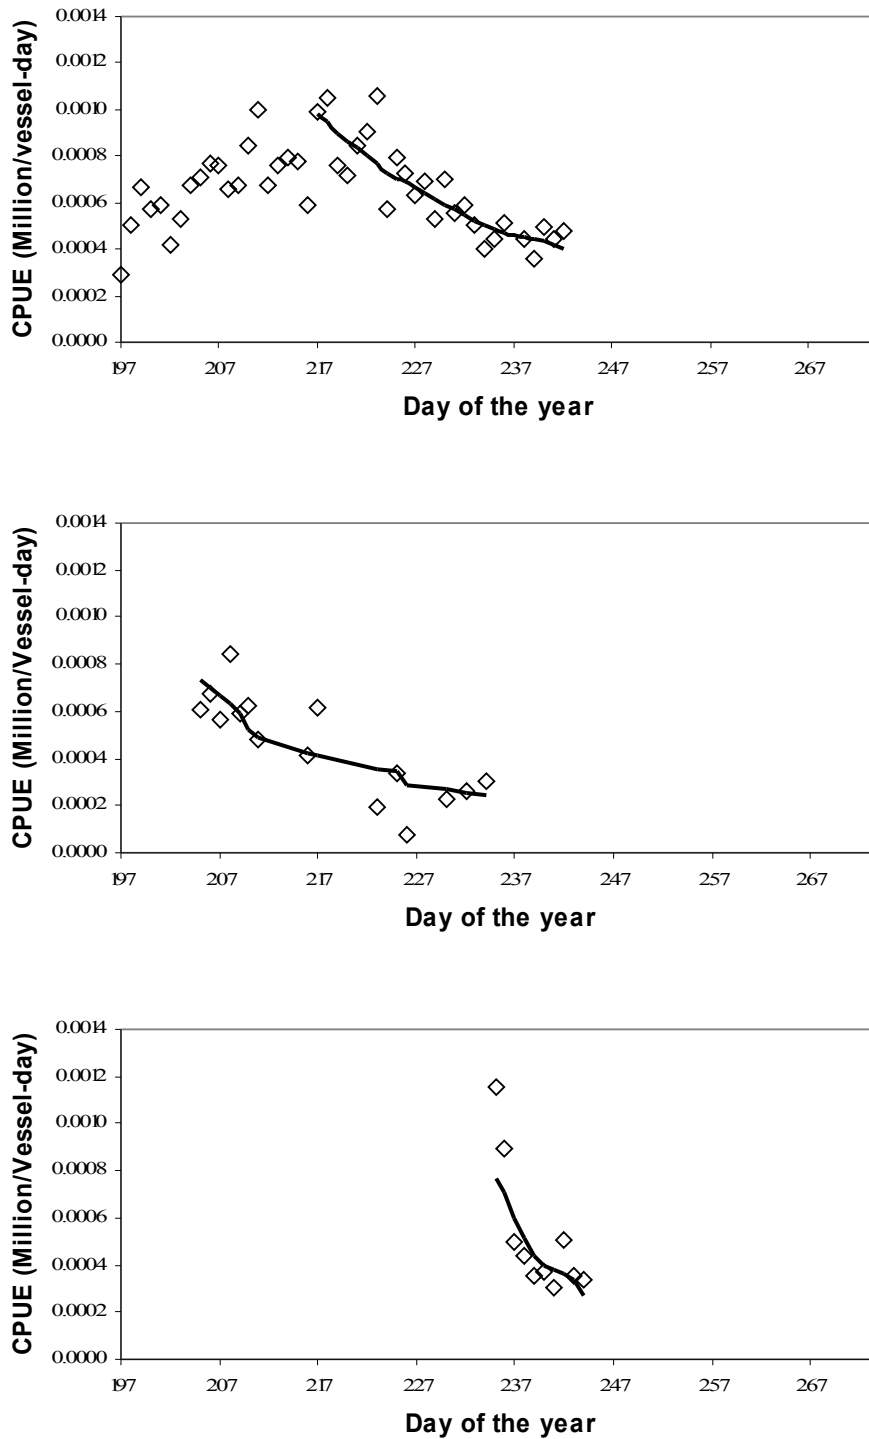 CPUE (Million/vessel-day)
0.0014
0.0012
0.0010
0.0008
0.0006
0.0004
0.0002
0.0000
197 207 217 227 237 247 257 267
Day of the year
CPUE (Million/Vessel-day)
0.0014
0.0012
0.0010
0.0008
0.0006
0.0004
0.0002
0.0000
197 207 217 227 237 247 257 267
Day of the year
CPUE (Million/Vessel-day)
0.0014
0.0012
0.0010
0.0008
0.0006
0.0004
0.0002
0.0000
197 207 217 227 237 247 257 267
Day of the year